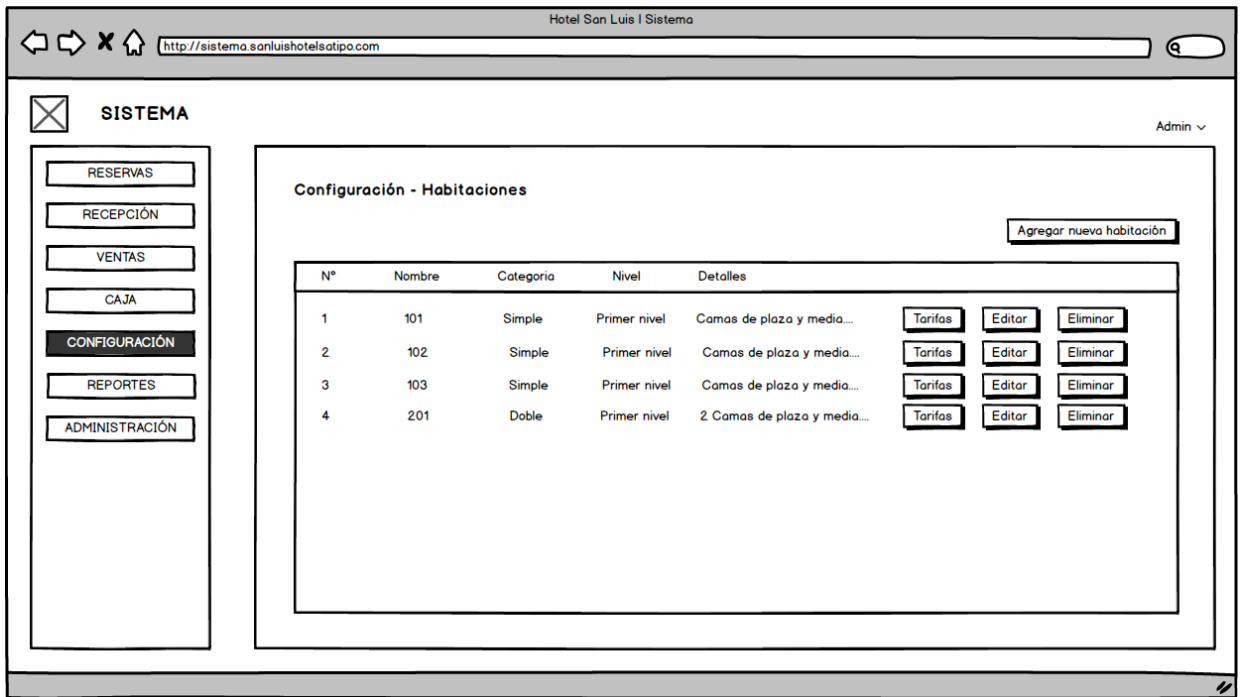 Hotel San Luis | Sistema
http://sistema.sanluishotelsatipo.com
SISTEMA
Admin
RESERVAS
RECEPCIÓN
VENTAS
CAJA
CONFIGURACIÓN
REPORTES
ADMINISTRACIÓN
Configuración - Habitaciones
Agregar nueva habitación
N° Nombre Categoria Nivel Detalles
1 101 Simple Primer nivel Camas de plaza y media.... Tarifas Editar Eliminar
2 102 Simple Primer nivel Camas de plaza y media.... Tarifas Editar Eliminar
3 103 Simple Primer nivel Camas de plaza y media.... Tarifas Editar Eliminar
4 201 Doble Primer nivel 2 Camas de plaza y media.... Tarifas Editar Eliminar